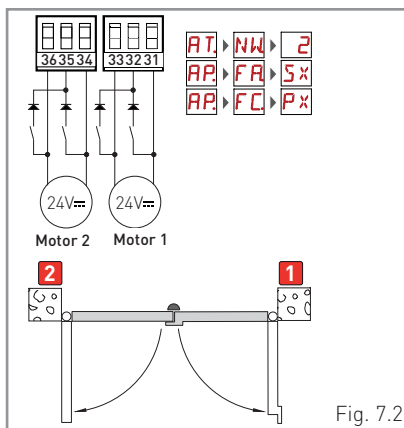 AT. NW. 2
36 35 34 33 32 31
AP. FA. SX
AP. FC. PX
24V 24V
Motor 2 Motor 1
2 1
Fig. 7.2